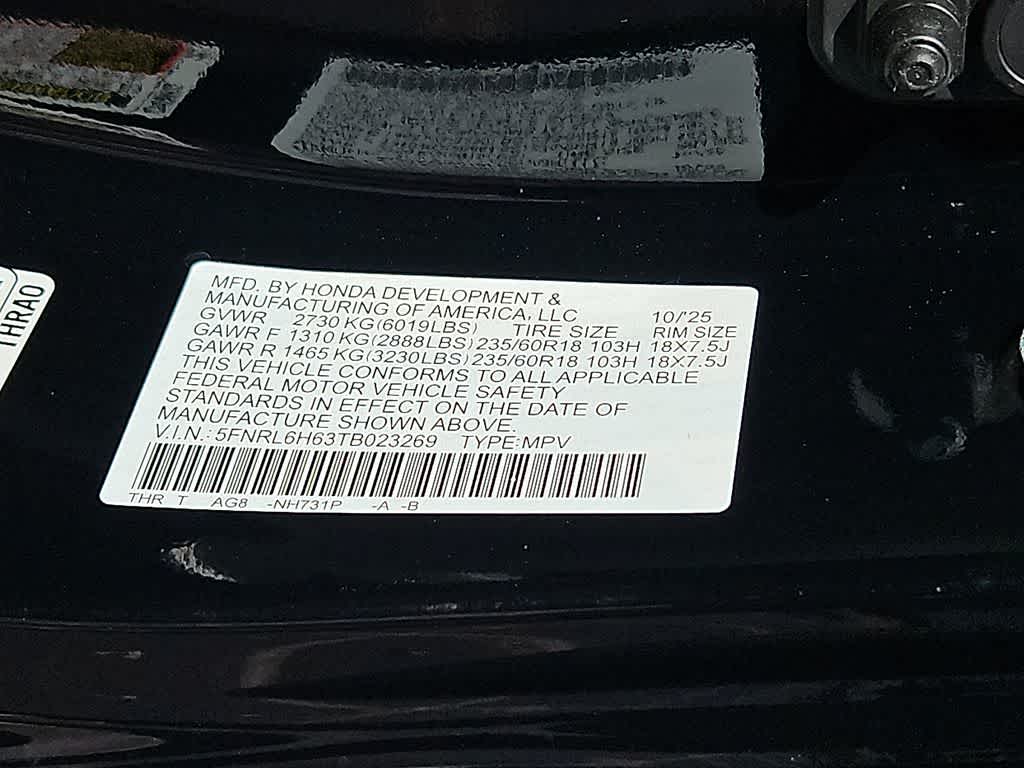 MFD. BY HONDA DEVELOPMENT &
MANUFACTURING OF AMERICA, LLC 10/'25
GVWR 2730 KG(6019LBS) TIRE SIZE RIM SIZE
GAWR F 1310 KG(2888LBS) 235/60R18 103H 18X7.5J
GAWR R 1465 KG(3230LBS) 235/60R18 103H 18X7.5J
THIS VEHICLE CONFORMS TO ALL APPLICABLE
FEDERAL MOTOR VEHICLE SAFETY
STANDARDS IN EFFECT ON THE DATE OF
MANUFACTURE SHOWN ABOVE.
V.I.N.: 5FNRL6H63TB023269 TYPE:MPV
THR T AG8 -NH731P -A -B
THRA0